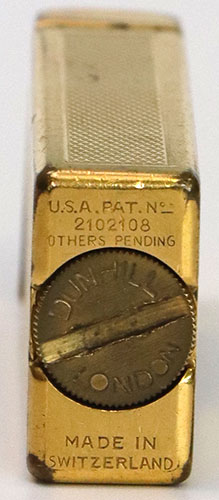 U.S.A. PAT. No
2102108
OTHERS PENDING
DUNHILL
LONDON
MADE IN
SWITZERLAND